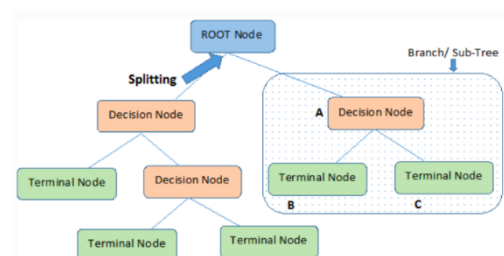 ROOT Node
Branch/ Sub-Tree
Splitting
Decision Node
A
Decision Node
Terminal Node
Decision Node
Terminal Node
Terminal Node
B
C
Terminal Node
Terminal Node